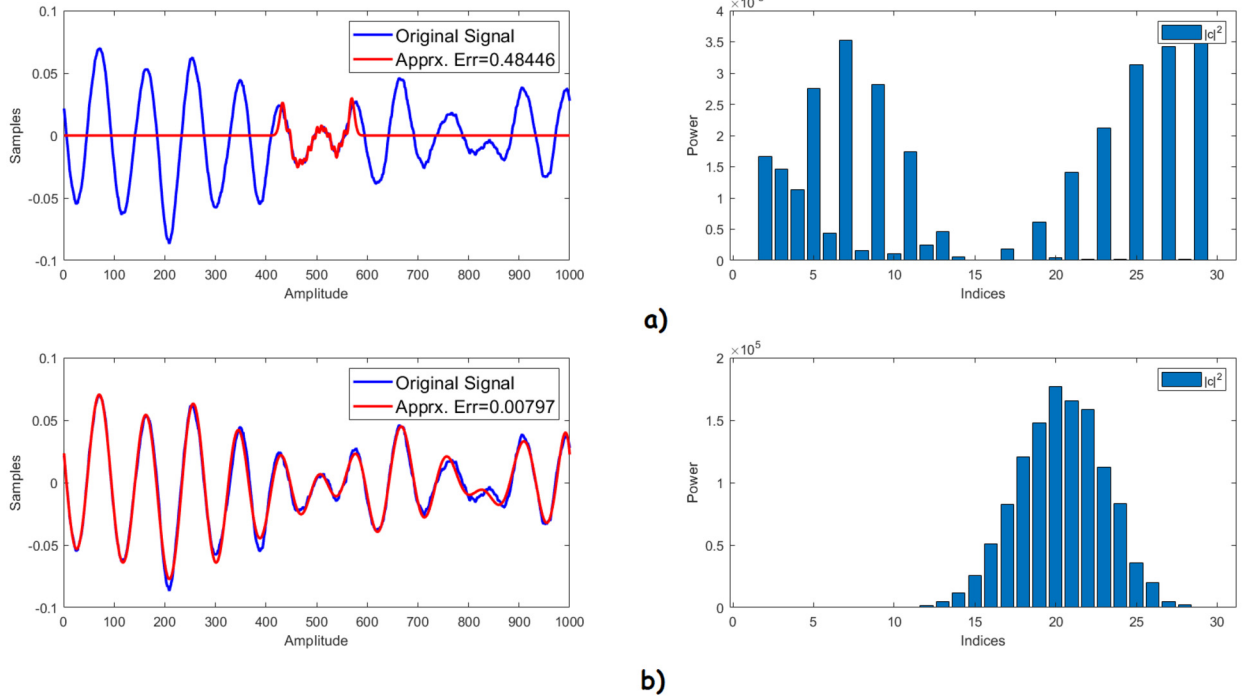 Original Signal
Apprx. Err=0.48446
0.1
0.05
0
-0.05
-0.1
Samples
0 100 200 300 400 500 600 700 800 900 1000
Amplitude
|c|²
4
3.5
3
2.5
2
1.5
1
0.5
0
Power
0 5 10 15 20 25 30
Indices
a)
Original Signal
Apprx. Err=0.00797
0.1
0.05
0
-0.05
-0.1
Samples
0 100 200 300 400 500 600 700 800 900 1000
Amplitude
×10⁵
|c|²
2
1.5
1
0.5
0
Power
0 5 10 15 20 25 30
Indices
b)